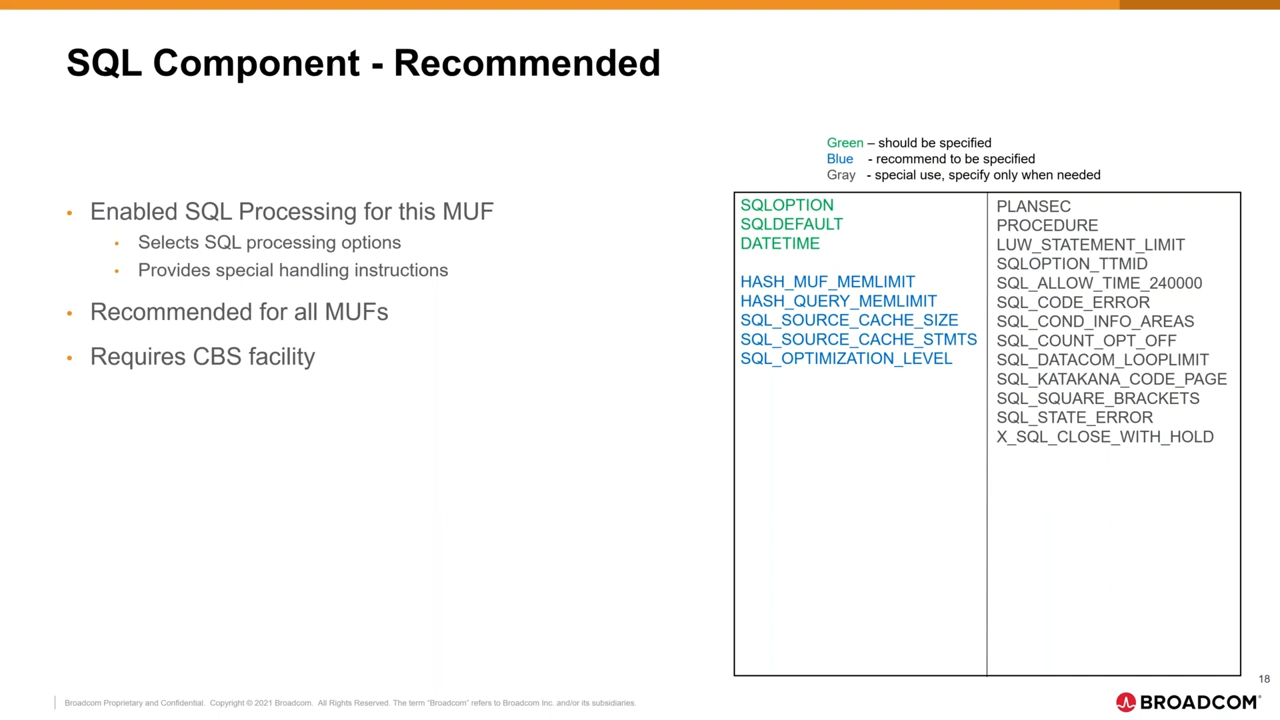 SQL Component - Recommended
Green – should be specified
Blue - recommend to be specified
Gray - special use, specify only when needed
• Enabled SQL Processing for this MUF
• Selects SQL processing options
• Provides special handling instructions
• Recommended for all MUFs
• Requires CBS facility
SQLOPTION
SQLDEFAULT
DATETIME
HASH_MUF_MEMLIMIT
HASH_QUERY_MEMLIMIT
SQL_SOURCE_CACHE_SIZE
SQL_SOURCE_CACHE_STMTS
SQL_OPTIMIZATION_LEVEL
PLANSEC
PROCEDURE
LUW_STATEMENT_LIMIT
SQLOPTION_TTMID
SQL_ALLOW_TIME_240000
SQL_CODE_ERROR
SQL_COND_INFO_AREAS
SQL_COUNT_OPT_OFF
SQL_DATACOM_LOOPLIMIT
SQL_KATAKANA_CODE_PAGE
SQL_SQUARE_BRACKETS
SQL_STATE_ERROR
X_SQL_CLOSE_WITH_HOLD
18
Broadcom Proprietary and Confidential. Copyright © 2021 Broadcom. All Rights Reserved. The term “Broadcom” refers to Broadcom Inc. and/or its subsidiaries.
BROADCOM®